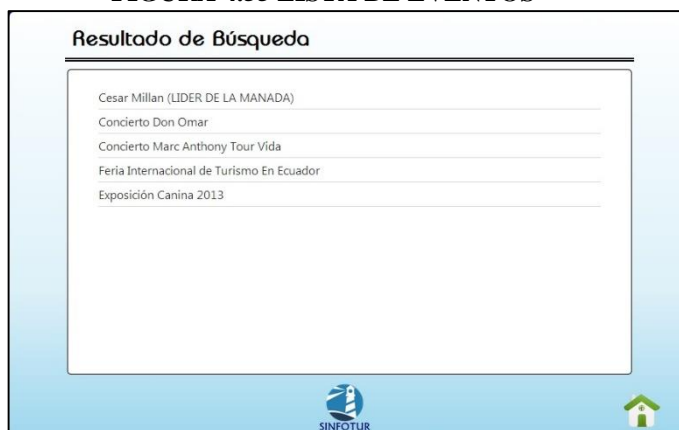 Resultado de Búsqueda
Cesar Millan (LIDER DE LA MANADA)
Concierto Don Omar
Concierto Marc Anthony Tour Vida
Feria Internacional de Turismo En Ecuador
Exposición Canina 2013
SINFOTUR